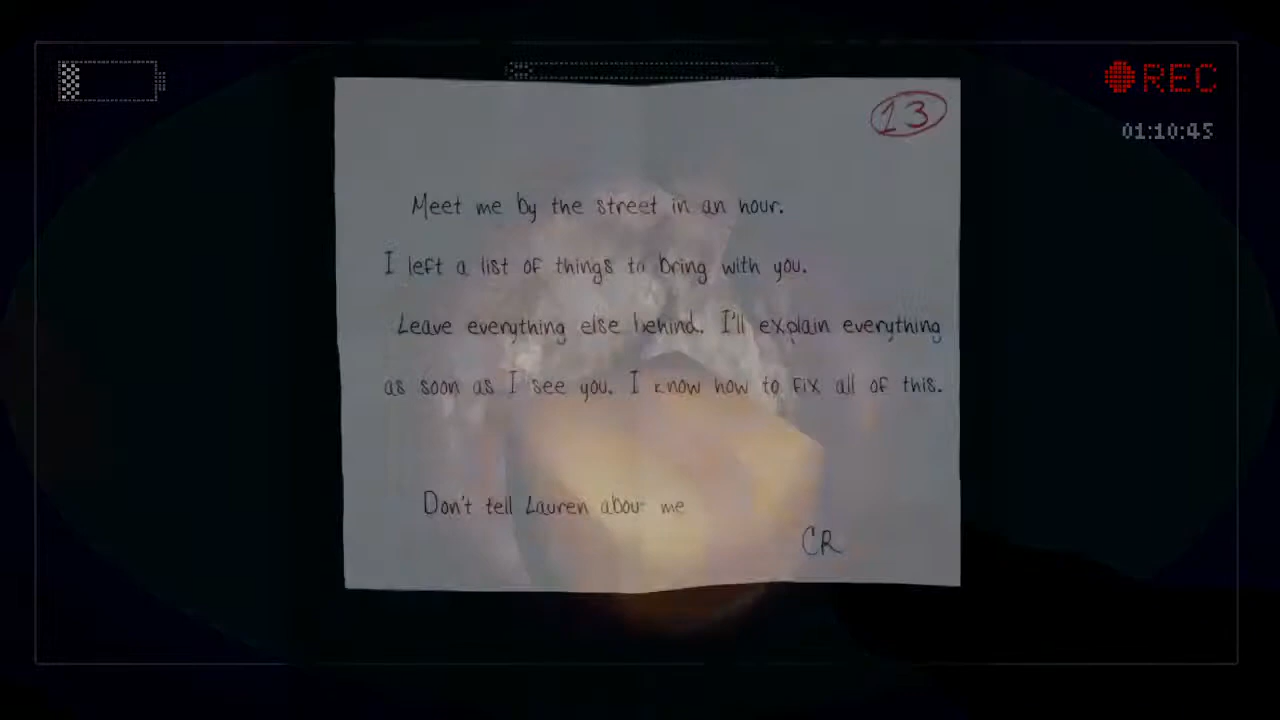 REC
01:10:45
13
Meet me by the street in an hour.
I left a list of things to bring with you.
Leave everything else behind. I'll explain everything
as soon as I see you. I know how to fix all of this.
Don't tell Lauren about me
CR